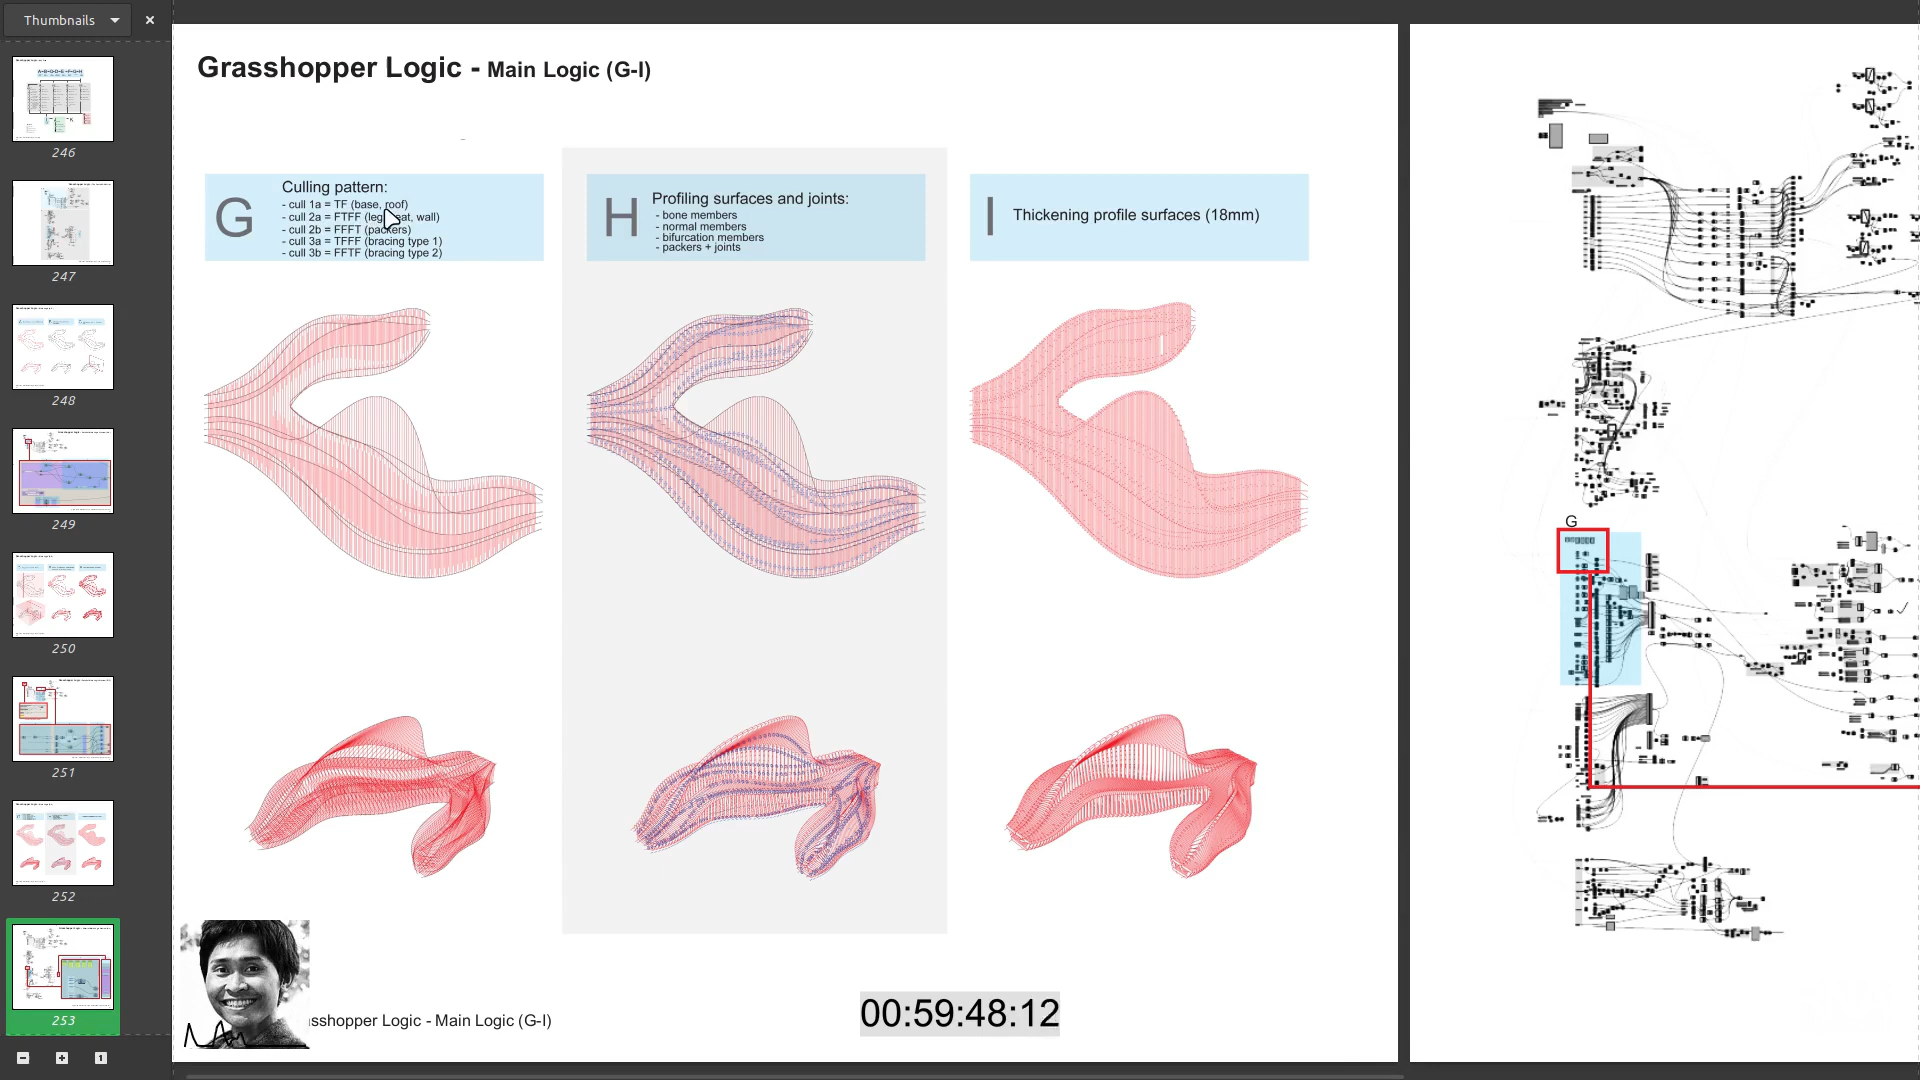 Thumbnails
246
247
248
249
250
251
252
253
Grasshopper Logic - Main Logic (G-I)
G
Culling pattern:
- cull 1a = TF (base, roof)
- cull 2a = FTFF (leg, seat, wall)
- cull 2b = FFFT (packers)
- cull 3a = TFFF (bracing type 1)
- cull 3b = FFTF (bracing type 2)
H
Profiling surfaces and joints:
- bone members
- normal members
- bifurcation members
- packers + joints
I
Thickening profile surfaces (18mm)
G
sshopper Logic - Main Logic (G-I)
00:59:48:12